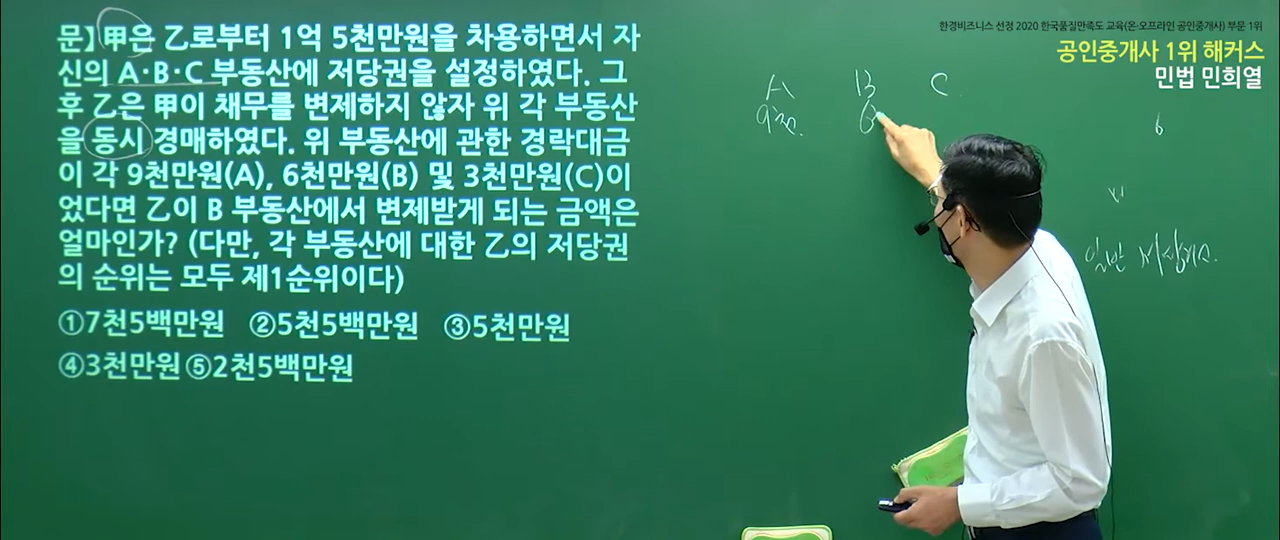 문】 甲은 乙로부터 1억 5천만원을 차용하면서 자
신의 A·B·C 부동산에 저당권을 설정하였다. 그
후 乙은 甲이 채무를 변제하지 않자 위 각 부동산
을 동시 경매하였다. 위 부동산에 관한 경락대금
이 각 9천만원(A), 6천만원(B) 및 3천만원(C)이
었다면 乙이 B 부동산에서 변제받게 되는 금액은
얼마인가? (다만, 각 부동산에 대한 乙의 저당권
의 순위는 모두 제1순위이다)
①7천5백만원 ②5천5백만원 ③5천만원
④3천만원 ⑤2천5백만원
A B C
9천. 6
6
일반
한경비즈니스 선정 2020 한국품질만족도 교육(온·오프라인 공인중개사) 부문 1위
공인중개사 1위 해커스
민법 민희열